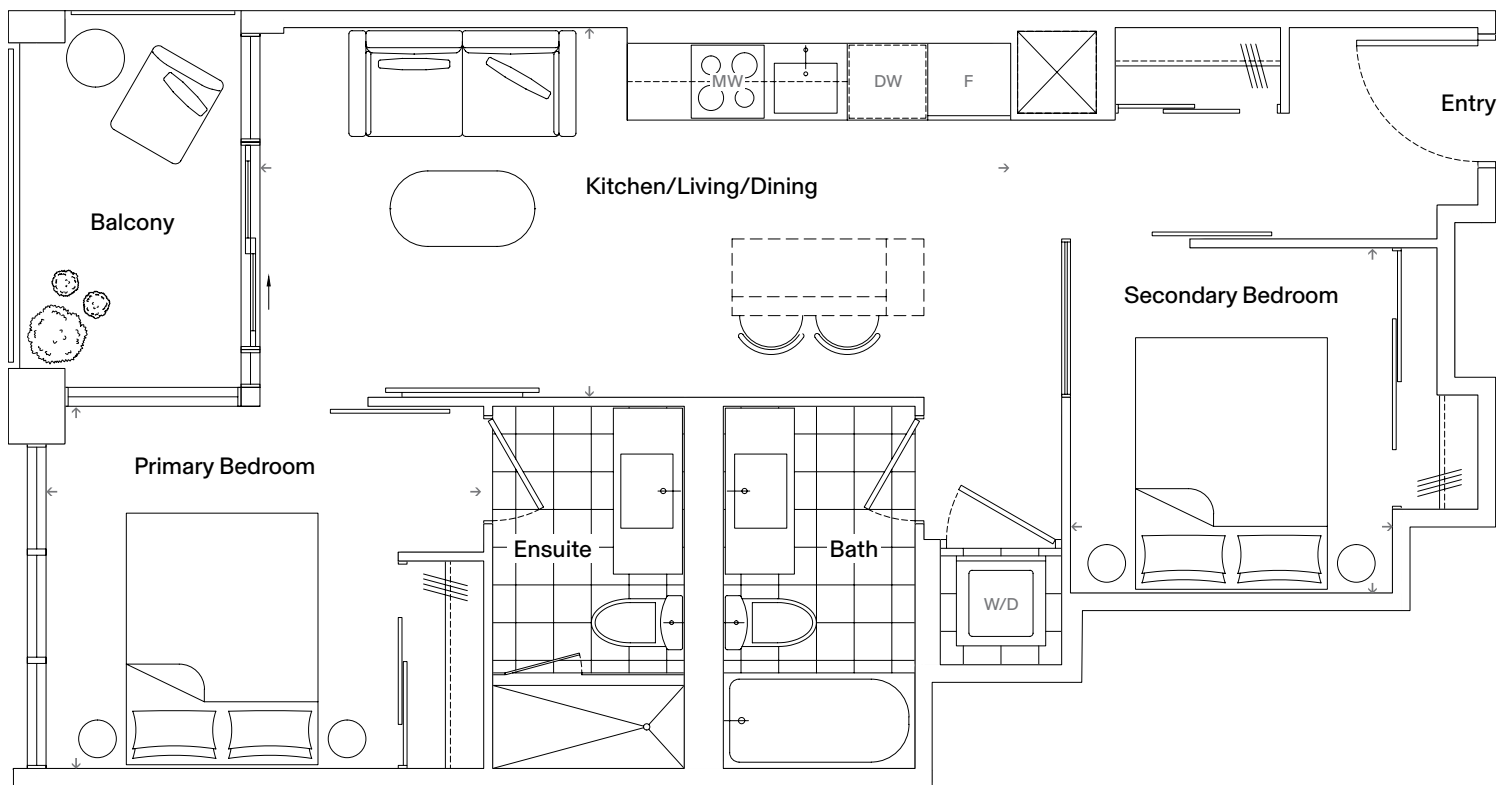 MW
DW
F
Entry
Kitchen/Living/Dining
Balcony
Secondary Bedroom
Primary Bedroom
Ensuite
Bath
W/D